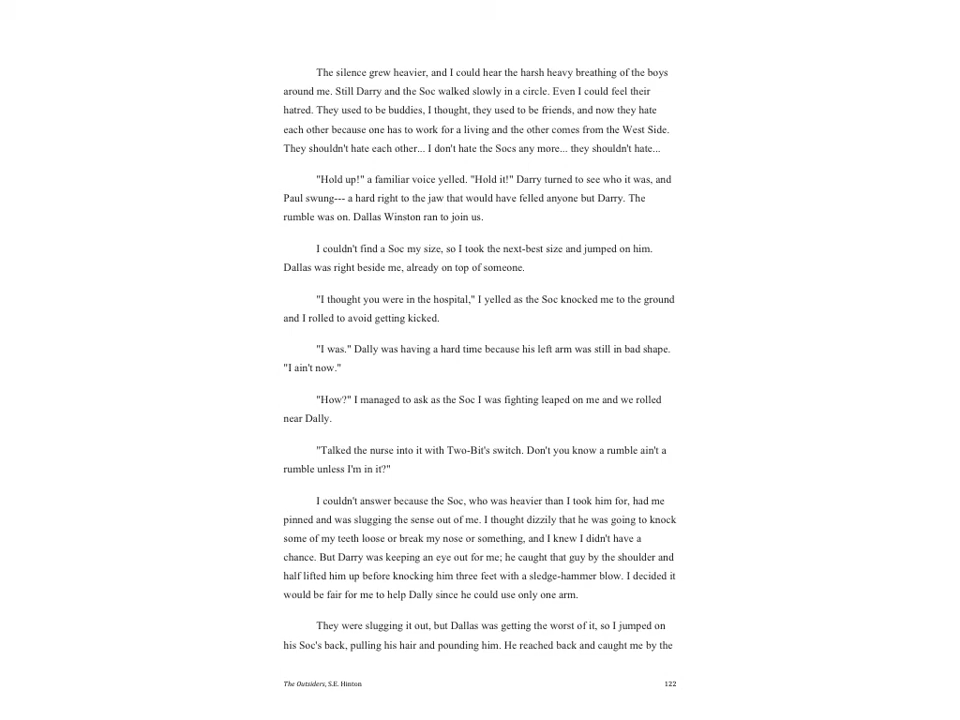 The silence grew heavier, and I could hear the harsh heavy breathing of the boys
around me. Still Darry and the Soc walked slowly in a circle. Even I could feel their
hatred. They used to be buddies, I thought, they used to be friends, and now they hate
each other because one has to work for a living and the other comes from the West Side.
They shouldn't hate each other... I don't hate the Socs any more... they shouldn't hate...
"Hold up!" a familiar voice yelled. "Hold it!" Darry turned to see who it was, and
Paul swung--- a hard right to the jaw that would have felled anyone but Darry. The
rumble was on. Dallas Winston ran to join us.
I couldn't find a Soc my size, so I took the next-best size and jumped on him.
Dallas was right beside me, already on top of someone.
"I thought you were in the hospital," I yelled as the Soc knocked me to the ground
and I rolled to avoid getting kicked.
"I was." Dally was having a hard time because his left arm was still in bad shape.
"I ain't now."
"How?" I managed to ask as the Soc I was fighting leaped on me and we rolled
near Dally.
"Talked the nurse into it with Two-Bit's switch. Don't you know a rumble ain't a
rumble unless I'm in it?"
I couldn't answer because the Soc, who was heavier than I took him for, had me
pinned and was slugging the sense out of me. I thought dizzily that he was going to knock
some of my teeth loose or break my nose or something, and I knew I didn't have a
chance. But Darry was keeping an eye out for me; he caught that guy by the shoulder and
half lifted him up before knocking him three feet with a sledge-hammer blow. I decided it
would be fair for me to help Dally since he could use only one arm.
They were slugging it out, but Dallas was getting the worst of it, so I jumped on
his Soc's back, pulling his hair and pounding him. He reached back and caught me by the
The Outsiders, S.E. Hinton 122